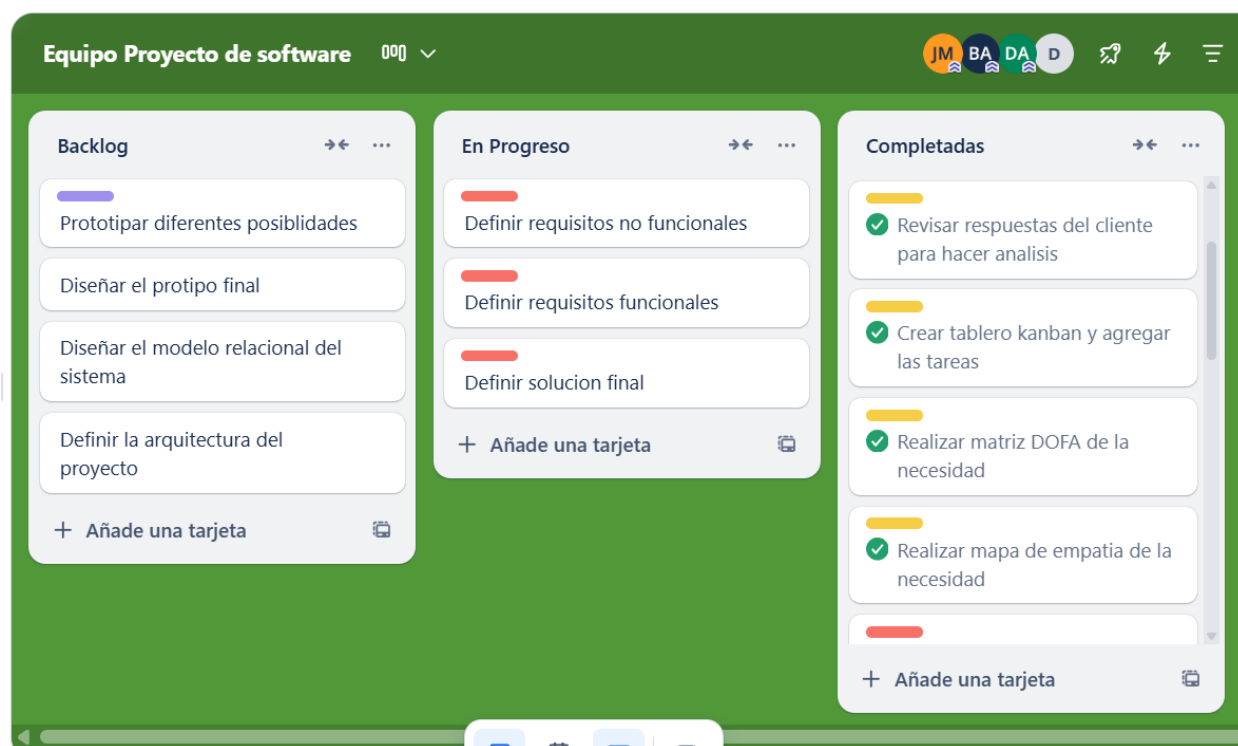 Equipo Proyecto de software
JM BA DA D
Backlog
Prototipar diferentes posiblidades
Diseñar el protipo final
Diseñar el modelo relacional del
sistema
Definir la arquitectura del
proyecto
+ Añade una tarjeta
En Progreso
Definir requisitos no funcionales
Definir requisitos funcionales
Definir solucion final
+ Añade una tarjeta
Completadas
Revisar respuestas del cliente
para hacer analisis
Crear tablero kanban y agregar
las tareas
Realizar matriz DOFA de la
necesidad
Realizar mapa de empatia de la
necesidad
+ Añade una tarjeta